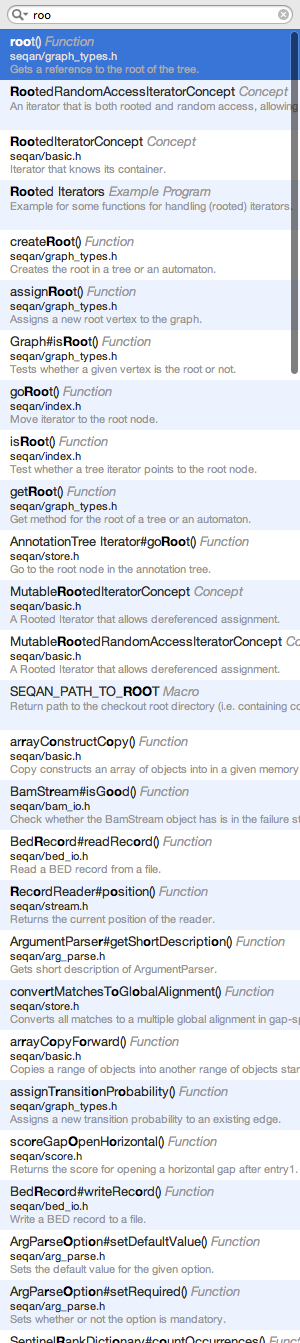 roo
root() Function
seqan/graph_types.h
Gets a reference to the root of the tree.
RootedRandomAccessIteratorConcept Concept
An iterator that is both rooted and random access, allowing
RootedIteratorConcept Concept
seqan/basic.h
Iterator that knows its container.
Rooted Iterators Example Program
Example for some functions for handling (rooted) iterators.
createRoot() Function
seqan/graph_types.h
Creates the root in a tree or an automaton.
assignRoot() Function
seqan/graph_types.h
Assigns a new root vertex to the graph.
Graph#isRoot() Function
seqan/graph_types.h
Tests whether a given vertex is the root or not.
goRoot() Function
seqan/index.h
Move iterator to the root node.
isRoot() Function
seqan/index.h
Test whether a tree iterator points to the root node.
getRoot() Function
seqan/graph_types.h
Get method for the root of a tree or an automaton.
AnnotationTree Iterator#goRoot() Function
seqan/store.h
Go to the root node in the annotation tree.
MutableRootedIteratorConcept Concept
seqan/basic.h
A Rooted Iterator that allows dereferenced assignment.
MutableRootedRandomAccessIteratorConcept Co
seqan/basic.h
A Rooted Iterator that allows dereferenced assignment.
SEQAN_PATH_TO_ROOT Macro
Return path to the checkout root directory (i.e. containing co
arrayConstructCopy() Function
seqan/basic.h
Copy constructs an array of objects into in a given memory
BamStream#isGood() Function
seqan/bam_io.h
Check whether the BamStream object has is in the failure st
BedRecord#readRecord() Function
seqan/bed_io.h
Read a BED record from a file.
RecordReader#position() Function
seqan/stream.h
Returns the current position of the reader.
ArgumentParser#getShortDescription() Function
seqan/arg_parse.h
Gets short description of ArgumentParser.
convertMatchesToGlobalAlignment() Function
seqan/store.h
Converts all matches to a multiple global alignment in gap-sp
arrayCopyForward() Function
seqan/basic.h
Copies a range of objects into another range of objects star
assignTransitionProbability() Function
seqan/graph_types.h
Assigns a new transition probability to an existing edge.
scoreGapOpenHorizontal() Function
seqan/score.h
Returns the score for opening a horizontal gap after entry1.
BedRecord#writeRecord() Function
seqan/bed_io.h
Write a BED record to a file.
ArgParseOption#setDefaultValue() Function
seqan/arg_parse.h
Sets the default value for the given option.
ArgParseOption#setRequired() Function
seqan/arg_parse.h
Sets whether or not the option is mandatory.
SentinelRankDictionary#countOccurrences() Function